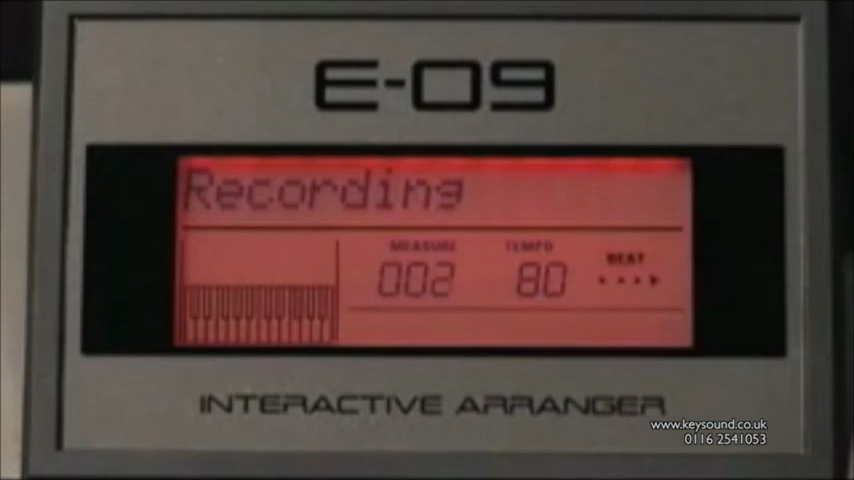 E-09
Recording
MEASURE TEMPO BEAT
002 80
INTERACTIVE ARRANGER
www.keysound.co.uk
0116 2541053